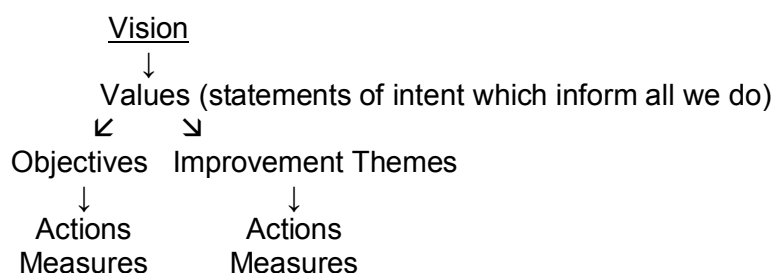 Vision
↓
Values (statements of intent which inform all we do)
↙ ↘
Objectives Improvement Themes
↓ ↓
Actions Actions
Measures Measures